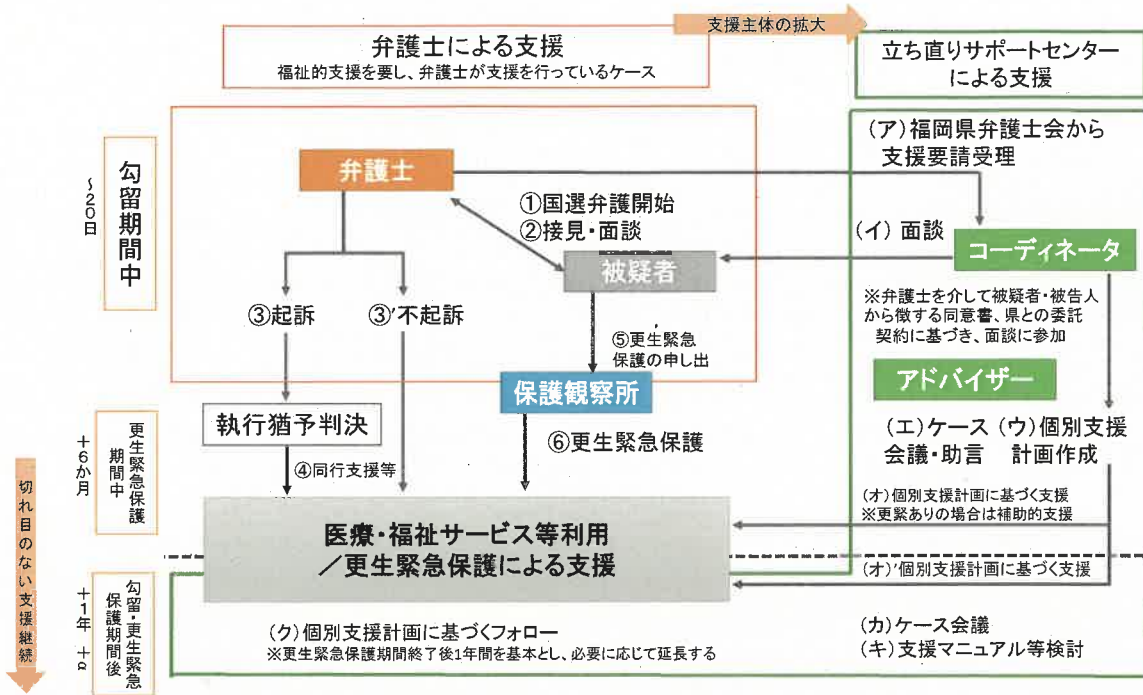 支援主体の拡大
弁護士による支援
福祉的支援を要し、弁護士が支援を行っているケース
立ち直りサポートセンター
による支援
勾留期間中
～20日
弁護士
①国選弁護開始
②接見・面談
被疑者
③起訴
③’不起訴
⑤更生緊急
保護の申し出
(ア)福岡県弁護士会から
支援要請受理
(イ) 面談
コーディネータ
※弁護士を介して被疑者・被告人
から徴する同意書、県との委託
契約に基づき、面談に参加
アドバイザー
保護観察所
執行猶予判決
④同行支援等
⑥更生緊急保護
(エ)ケース
会議・助言
(ウ)個別支援
計画作成
更生緊急保護
期間中
＋6か月
(オ)個別支援計画に基づく支援
※更緊ありの場合は補助的支援
医療・福祉サービス等利用
／更生緊急保護による支援
(オ)’個別支援計画に基づく支援
切れ目のない支援継続
勾留・更生緊急
保護期間後
＋1年 ＋α
(ク)個別支援計画に基づくフォロー
※更生緊急保護期間終了後1年間を基本とし、必要に応じて延長する
(カ)ケース会議
(キ)支援マニュアル等検討